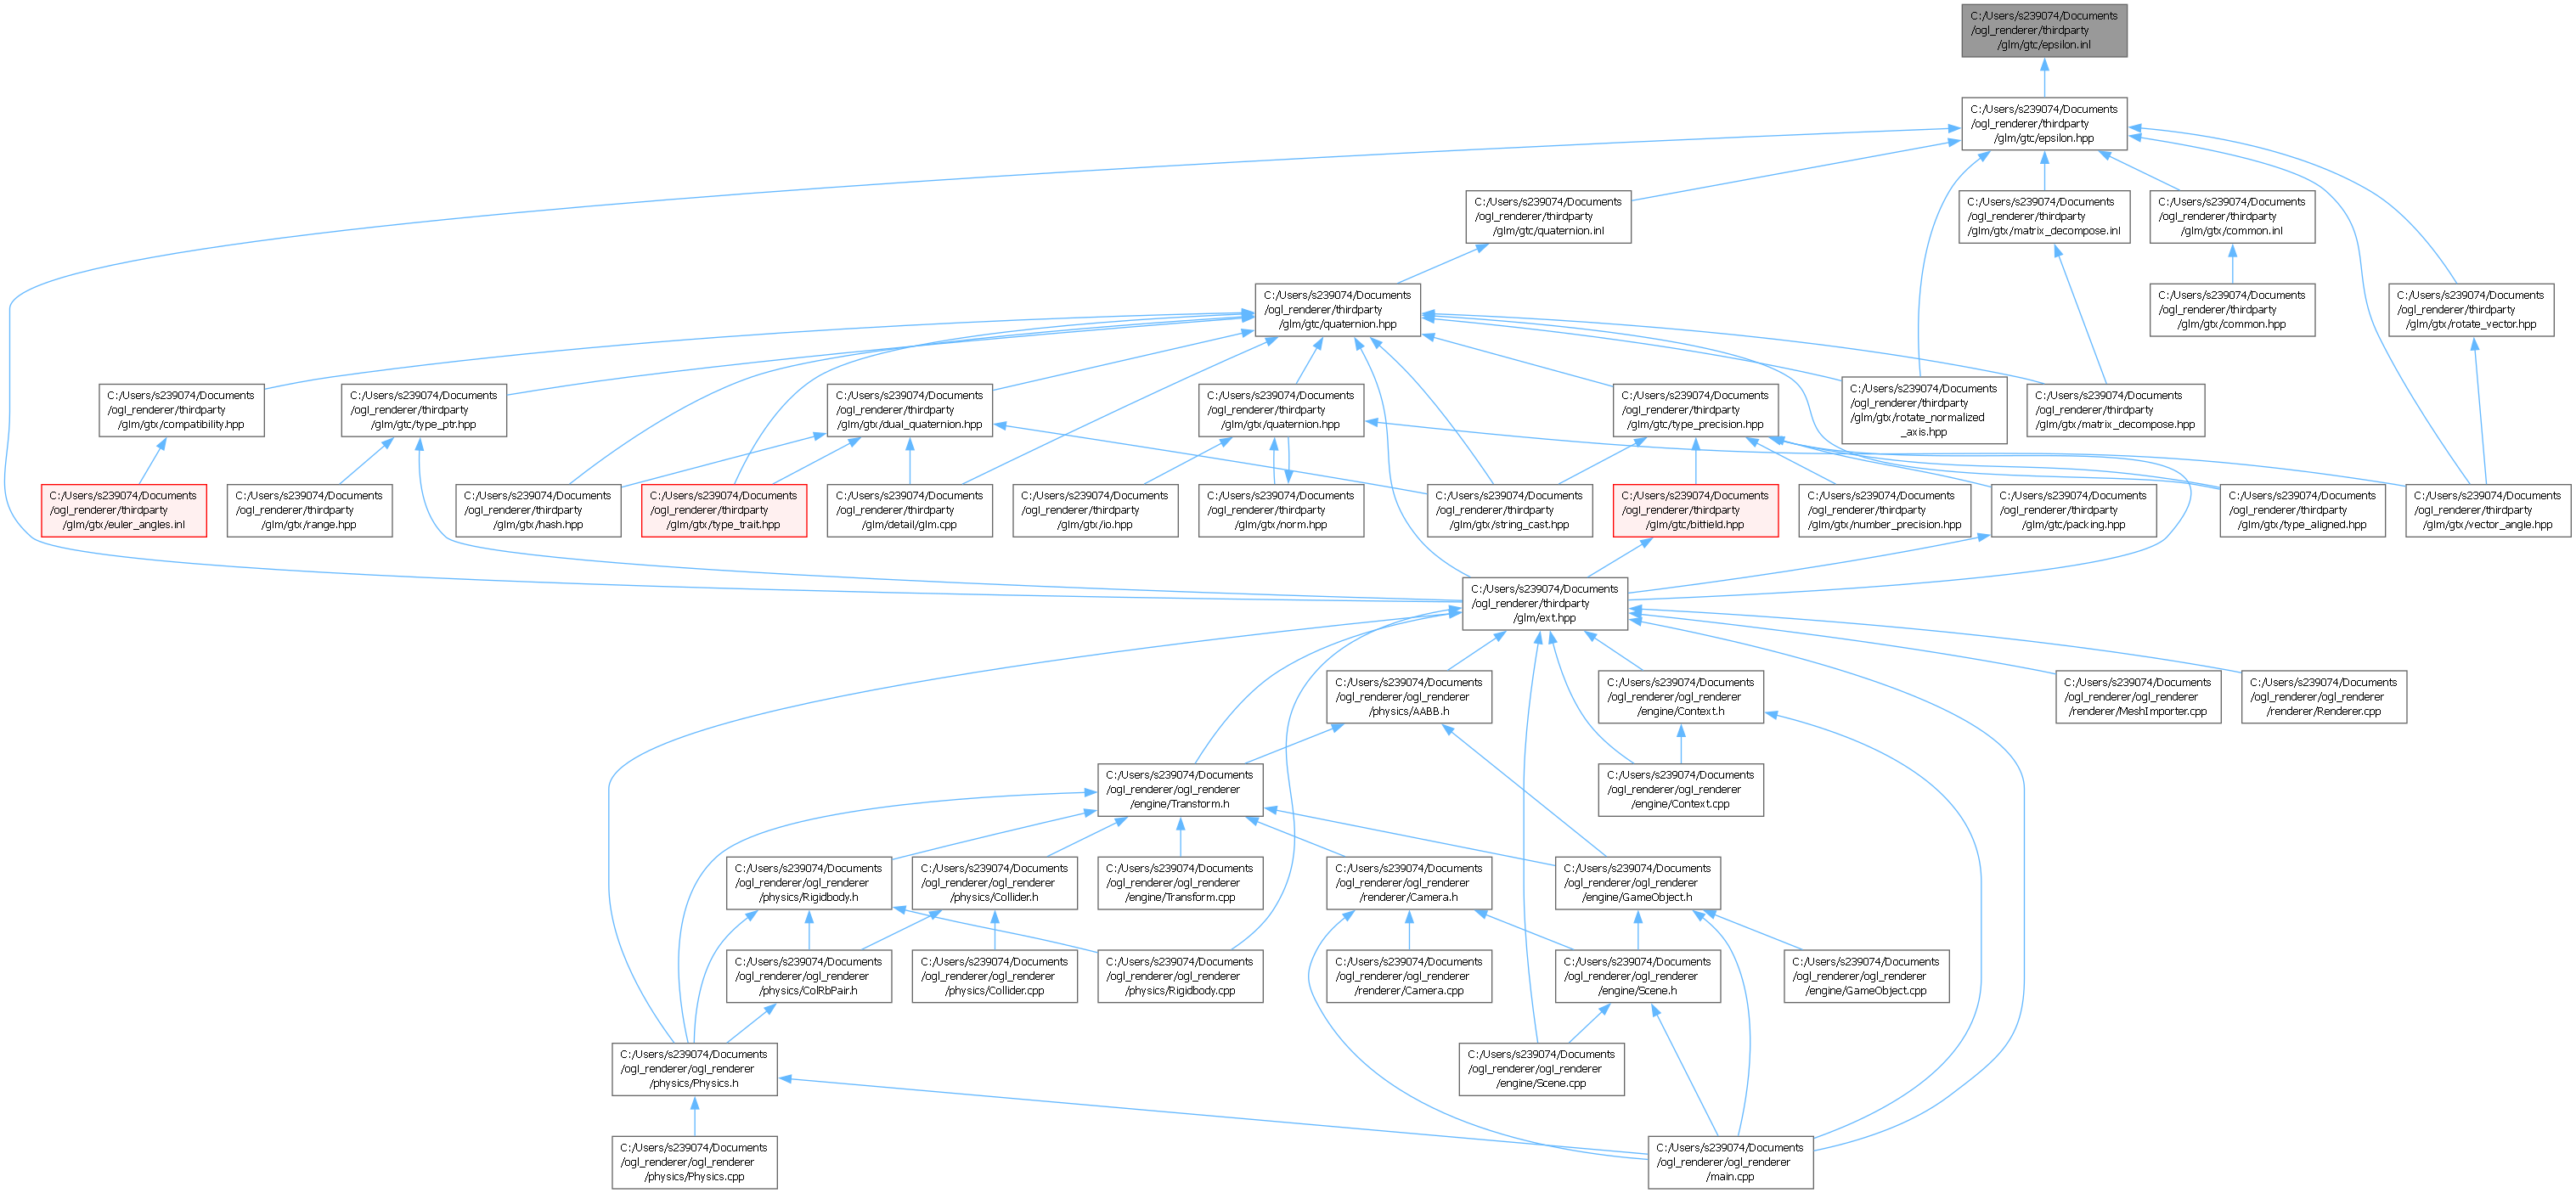 C:/Users/s239074/Documents
/ogl_renderer/thirdparty
/glm/gtc/epsilon.inl
C:/Users/s239074/Documents
/ogl_renderer/thirdparty
/glm/gtc/epsilon.hpp
C:/Users/s239074/Documents
/ogl_renderer/thirdparty
/glm/gtc/quaternion.inl
C:/Users/s239074/Documents
/ogl_renderer/thirdparty
/glm/gtx/matrix_decompose.inl
C:/Users/s239074/Documents
/ogl_renderer/thirdparty
/glm/gtx/common.inl
C:/Users/s239074/Documents
/ogl_renderer/thirdparty
/glm/gtc/quaternion.hpp
C:/Users/s239074/Documents
/ogl_renderer/thirdparty
/glm/gtx/common.hpp
C:/Users/s239074/Documents
/ogl_renderer/thirdparty
/glm/gtx/rotate_vector.hpp
C:/Users/s239074/Documents
/ogl_renderer/thirdparty
/glm/gtx/compatibility.hpp
C:/Users/s239074/Documents
/ogl_renderer/thirdparty
/glm/gtc/type_ptr.hpp
C:/Users/s239074/Documents
/ogl_renderer/thirdparty
/glm/gtx/dual_quaternion.hpp
C:/Users/s239074/Documents
/ogl_renderer/thirdparty
/glm/gtx/quaternion.hpp
C:/Users/s239074/Documents
/ogl_renderer/thirdparty
/glm/gtc/type_precision.hpp
C:/Users/s239074/Documents
/ogl_renderer/thirdparty
/glm/gtx/rotate_normalized
_axis.hpp
C:/Users/s239074/Documents
/ogl_renderer/thirdparty
/glm/gtx/matrix_decompose.hpp
C:/Users/s239074/Documents
/ogl_renderer/thirdparty
/glm/gtx/euler_angles.inl
C:/Users/s239074/Documents
/ogl_renderer/thirdparty
/glm/gtx/range.hpp
C:/Users/s239074/Documents
/ogl_renderer/thirdparty
/glm/gtx/hash.hpp
C:/Users/s239074/Documents
/ogl_renderer/thirdparty
/glm/gtx/type_trait.hpp
C:/Users/s239074/Documents
/ogl_renderer/thirdparty
/glm/detail/glm.cpp
C:/Users/s239074/Documents
/ogl_renderer/thirdparty
/glm/gtx/io.hpp
C:/Users/s239074/Documents
/ogl_renderer/thirdparty
/glm/gtx/norm.hpp
C:/Users/s239074/Documents
/ogl_renderer/thirdparty
/glm/gtx/string_cast.hpp
C:/Users/s239074/Documents
/ogl_renderer/thirdparty
/glm/gtc/bitfield.hpp
C:/Users/s239074/Documents
/ogl_renderer/thirdparty
/glm/gtx/number_precision.hpp
C:/Users/s239074/Documents
/ogl_renderer/thirdparty
/glm/gtc/packing.hpp
C:/Users/s239074/Documents
/ogl_renderer/thirdparty
/glm/gtx/type_aligned.hpp
C:/Users/s239074/Documents
/ogl_renderer/thirdparty
/glm/gtx/vector_angle.hpp
C:/Users/s239074/Documents
/ogl_renderer/thirdparty
/glm/ext.hpp
C:/Users/s239074/Documents
/ogl_renderer/ogl_renderer
/physics/AABB.h
C:/Users/s239074/Documents
/ogl_renderer/ogl_renderer
/engine/Context.h
C:/Users/s239074/Documents
/ogl_renderer/ogl_renderer
/renderer/MeshImporter.cpp
C:/Users/s239074/Documents
/ogl_renderer/ogl_renderer
/renderer/Renderer.cpp
C:/Users/s239074/Documents
/ogl_renderer/ogl_renderer
/engine/Transform.h
C:/Users/s239074/Documents
/ogl_renderer/ogl_renderer
/engine/Context.cpp
C:/Users/s239074/Documents
/ogl_renderer/ogl_renderer
/physics/Rigidbody.h
C:/Users/s239074/Documents
/ogl_renderer/ogl_renderer
/physics/Collider.h
C:/Users/s239074/Documents
/ogl_renderer/ogl_renderer
/engine/Transform.cpp
C:/Users/s239074/Documents
/ogl_renderer/ogl_renderer
/renderer/Camera.h
C:/Users/s239074/Documents
/ogl_renderer/ogl_renderer
/engine/GameObject.h
C:/Users/s239074/Documents
/ogl_renderer/ogl_renderer
/physics/ColRbPair.h
C:/Users/s239074/Documents
/ogl_renderer/ogl_renderer
/physics/Collider.cpp
C:/Users/s239074/Documents
/ogl_renderer/ogl_renderer
/physics/Rigidbody.cpp
C:/Users/s239074/Documents
/ogl_renderer/ogl_renderer
/renderer/Camera.cpp
C:/Users/s239074/Documents
/ogl_renderer/ogl_renderer
/engine/Scene.h
C:/Users/s239074/Documents
/ogl_renderer/ogl_renderer
/engine/GameObject.cpp
C:/Users/s239074/Documents
/ogl_renderer/ogl_renderer
/physics/Physics.h
C:/Users/s239074/Documents
/ogl_renderer/ogl_renderer
/engine/Scene.cpp
C:/Users/s239074/Documents
/ogl_renderer/ogl_renderer
/physics/Physics.cpp
C:/Users/s239074/Documents
/ogl_renderer/ogl_renderer
/main.cpp